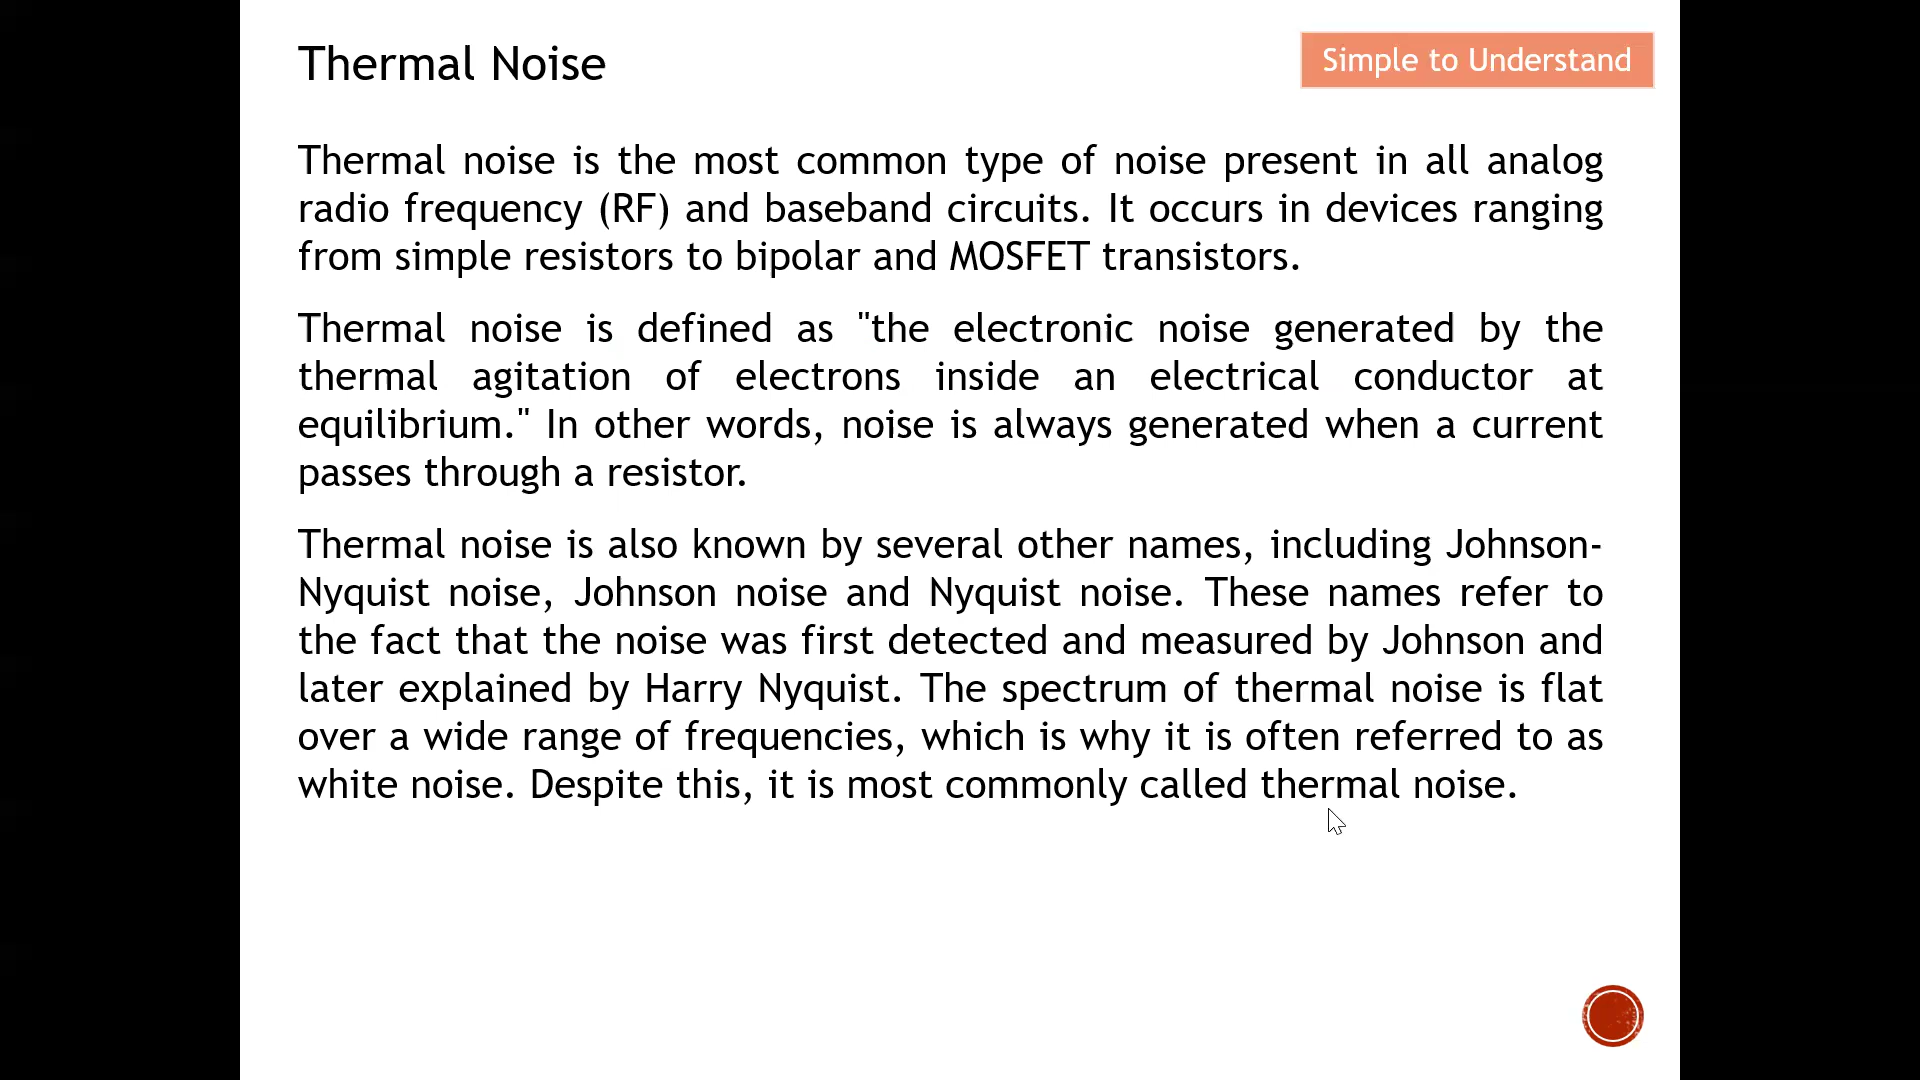 Thermal Noise
Simple to Understand
Thermal noise is the most common type of noise present in all analog
radio frequency (RF) and baseband circuits. It occurs in devices ranging
from simple resistors to bipolar and MOSFET transistors.
Thermal noise is defined as "the electronic noise generated by the
thermal agitation of electrons inside an electrical conductor at
equilibrium." In other words, noise is always generated when a current
passes through a resistor.
Thermal noise is also known by several other names, including Johnson-
Nyquist noise, Johnson noise and Nyquist noise. These names refer to
the fact that the noise was first detected and measured by Johnson and
later explained by Harry Nyquist. The spectrum of thermal noise is flat
over a wide range of frequencies, which is why it is often referred to as
white noise. Despite this, it is most commonly called thermal noise.